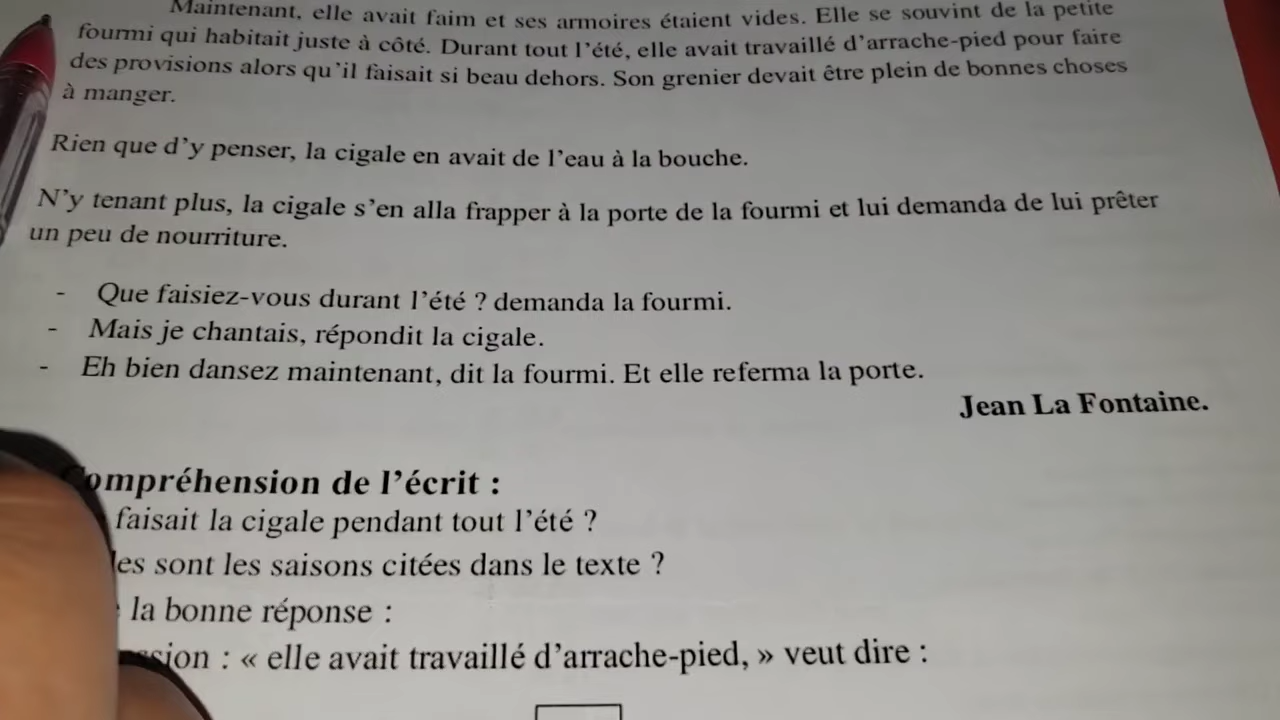 Maintenant, elle avait faim et ses armoires étaient vides. Elle se souvint de la petite
fourmi qui habitait juste à côté. Durant tout l'été, elle avait travaillé d'arrache-pied pour faire
des provisions alors qu'il faisait si beau dehors. Son grenier devait être plein de bonnes choses
à manger.
Rien que d'y penser, la cigale en avait de l'eau à la bouche.
N'y tenant plus, la cigale s'en alla frapper à la porte de la fourmi et lui demanda de lui prêter
un peu de nourriture.
- Que faisiez-vous durant l'été ? demanda la fourmi.
- Mais je chantais, répondit la cigale.
- Eh bien dansez maintenant, dit la fourmi. Et elle referma la porte.
Jean La Fontaine.
ompréhension de l'écrit :
faisait la cigale pendant tout l'été ?
les sont les saisons citées dans le texte ?
la bonne réponse :
ssion : « elle avait travaillé d'arrache-pied, » veut dire :